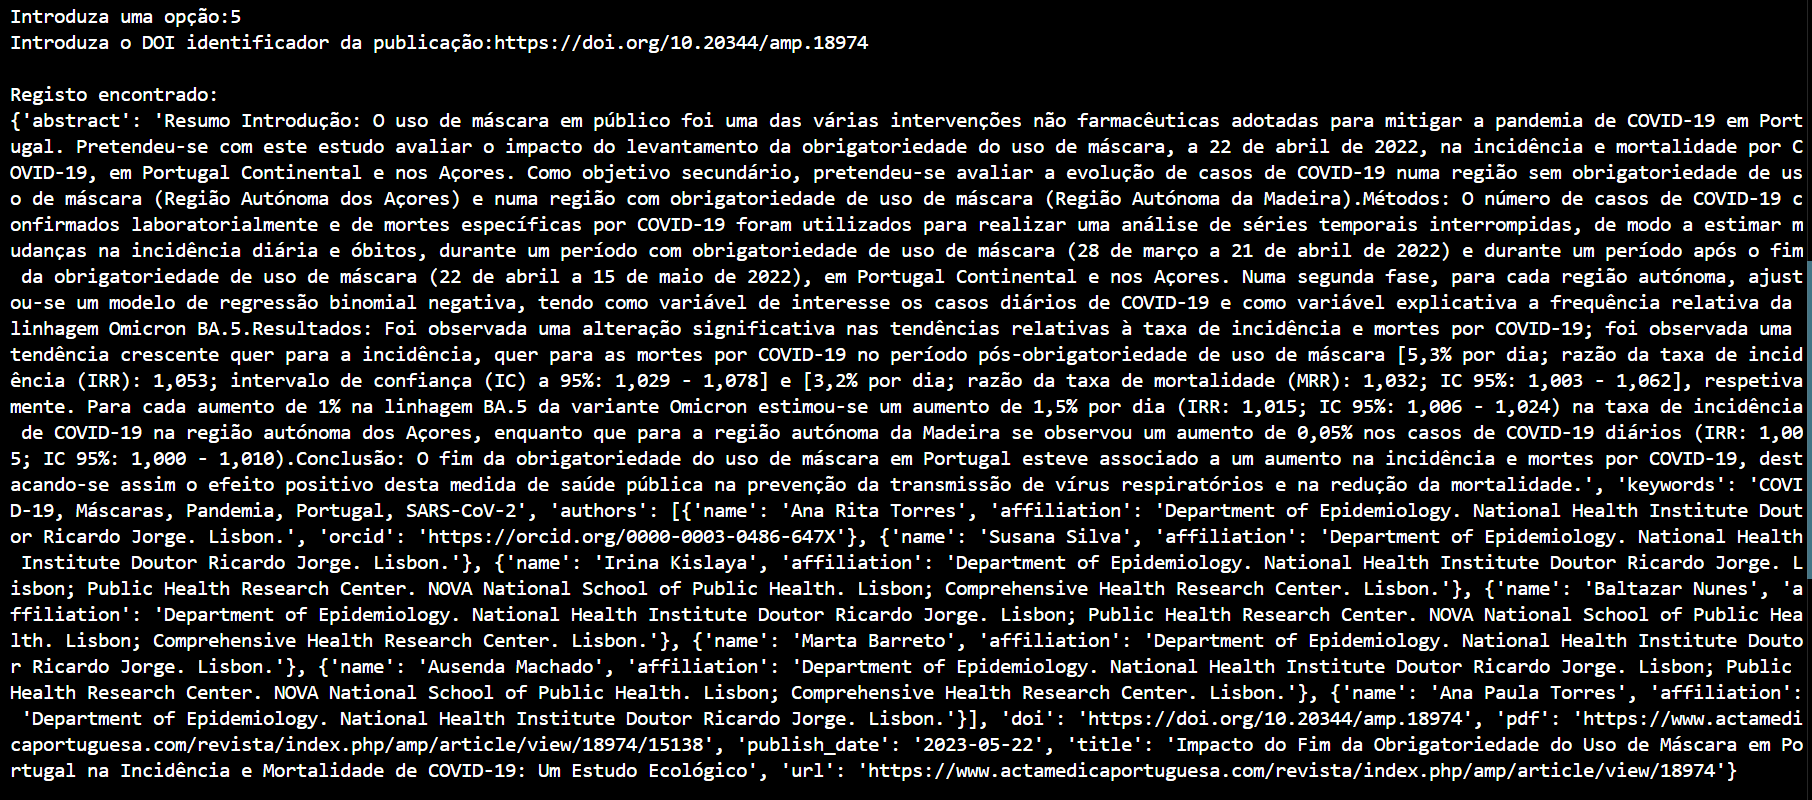 Introduza uma opção:5
Introduza o DOI identificador da publicação:https://doi.org/10.20344/amp.18974
Registo encontrado:
{'abstract': 'Resumo Introdução: O uso de máscara em público foi uma das várias intervenções não farmacêuticas adotadas para mitigar a pandemia de COVID-19 em Port
ugal. Pretendeu-se com este estudo avaliar o impacto do levantamento da obrigatoriedade do uso de máscara, a 22 de abril de 2022, na incidência e mortalidade por C
OVID-19, em Portugal Continental e nos Açores. Como objetivo secundário, pretendeu-se avaliar a evolução de casos de COVID-19 numa região sem obrigatoriedade de us
o de máscara (Região Autónoma dos Açores) e numa região com obrigatoriedade de uso de máscara (Região Autónoma da Madeira).Métodos: O número de casos de COVID-19 c
onfirmados laboratorialmente e de mortes específicas por COVID-19 foram utilizados para realizar uma análise de séries temporais interrompidas, de modo a estimar m
udanças na incidência diária e óbitos, durante um período com obrigatoriedade de uso de máscara (28 de março a 21 de abril de 2022) e durante um período após o fim
 da obrigatoriedade de uso de máscara (22 de abril a 15 de maio de 2022), em Portugal Continental e nos Açores. Numa segunda fase, para cada região autónoma, ajust
ou-se um modelo de regressão binomial negativa, tendo como variável de interesse os casos diários de COVID-19 e como variável explicativa a frequência relativa da
linhagem Omicron BA.5.Resultados: Foi observada uma alteração significativa nas tendências relativas à taxa de incidência e mortes por COVID-19; foi observada uma
tendência crescente quer para a incidência, quer para as mortes por COVID-19 no período pós-obrigatoriedade de uso de máscara [5,3% por dia; razão da taxa de incid
ência (IRR): 1,053; intervalo de confiança (IC) a 95%: 1,029 - 1,078] e [3,2% por dia; razão da taxa de mortalidade (MRR): 1,032; IC 95%: 1,003 - 1,062], respetiva
mente. Para cada aumento de 1% na linhagem BA.5 da variante Omicron estimou-se um aumento de 1,5% por dia (IRR: 1,015; IC 95%: 1,006 - 1,024) na taxa de incidência
 de COVID-19 na região autónoma dos Açores, enquanto que para a região autónoma da Madeira se observou um aumento de 0,05% nos casos de COVID-19 diários (IRR: 1,00
5; IC 95%: 1,000 - 1,010).Conclusão: O fim da obrigatoriedade do uso de máscara em Portugal esteve associado a um aumento na incidência e mortes por COVID-19, dest
acando-se assim o efeito positivo desta medida de saúde pública na prevenção da transmissão de vírus respiratórios e na redução da mortalidade.', 'keywords': 'COVI
D-19, Máscaras, Pandemia, Portugal, SARS-CoV-2', 'authors': [{'name': 'Ana Rita Torres', 'affiliation': 'Department of Epidemiology. National Health Institute Dout
or Ricardo Jorge. Lisbon.', 'orcid': 'https://orcid.org/0000-0003-0486-647X'}, {'name': 'Susana Silva', 'affiliation': 'Department of Epidemiology. National Health
 Institute Doutor Ricardo Jorge. Lisbon.'}, {'name': 'Irina Kislaya', 'affiliation': 'Department of Epidemiology. National Health Institute Doutor Ricardo Jorge. L
isbon; Public Health Research Center. NOVA National School of Public Health. Lisbon; Comprehensive Health Research Center. Lisbon.'}, {'name': 'Baltazar Nunes', 'a
ffiliation': 'Department of Epidemiology. National Health Institute Doutor Ricardo Jorge. Lisbon; Public Health Research Center. NOVA National School of Public Hea
lth. Lisbon; Comprehensive Health Research Center. Lisbon.'}, {'name': 'Marta Barreto', 'affiliation': 'Department of Epidemiology. National Health Institute Douto
r Ricardo Jorge. Lisbon.'}, {'name': 'Ausenda Machado', 'affiliation': 'Department of Epidemiology. National Health Institute Doutor Ricardo Jorge. Lisbon; Public
Health Research Center. NOVA National School of Public Health. Lisbon; Comprehensive Health Research Center. Lisbon.'}, {'name': 'Ana Paula Torres', 'affiliation':
 'Department of Epidemiology. National Health Institute Doutor Ricardo Jorge. Lisbon.'}], 'doi': 'https://doi.org/10.20344/amp.18974', 'pdf': 'https://www.actamedi
caportuguesa.com/revista/index.php/amp/article/view/18974/15138', 'publish_date': '2023-05-22', 'title': 'Impacto do Fim da Obrigatoriedade do Uso de Máscara em Po
rtugal na Incidência e Mortalidade de COVID-19: Um Estudo Ecológico', 'url': 'https://www.actamedicaportuguesa.com/revista/index.php/amp/article/view/18974'}